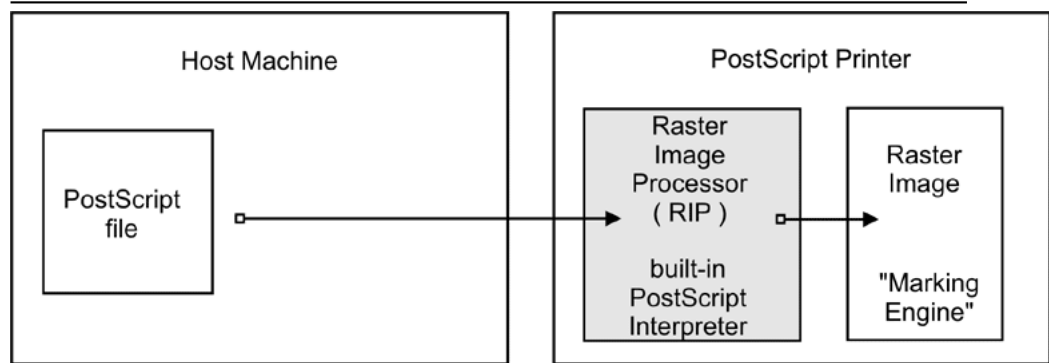 Host Machine
PostScript
file
PostScript Printer
Raster
Image
Processor
( RIP )
built-in
PostScript
Interpreter
Raster
Image
"Marking
Engine"